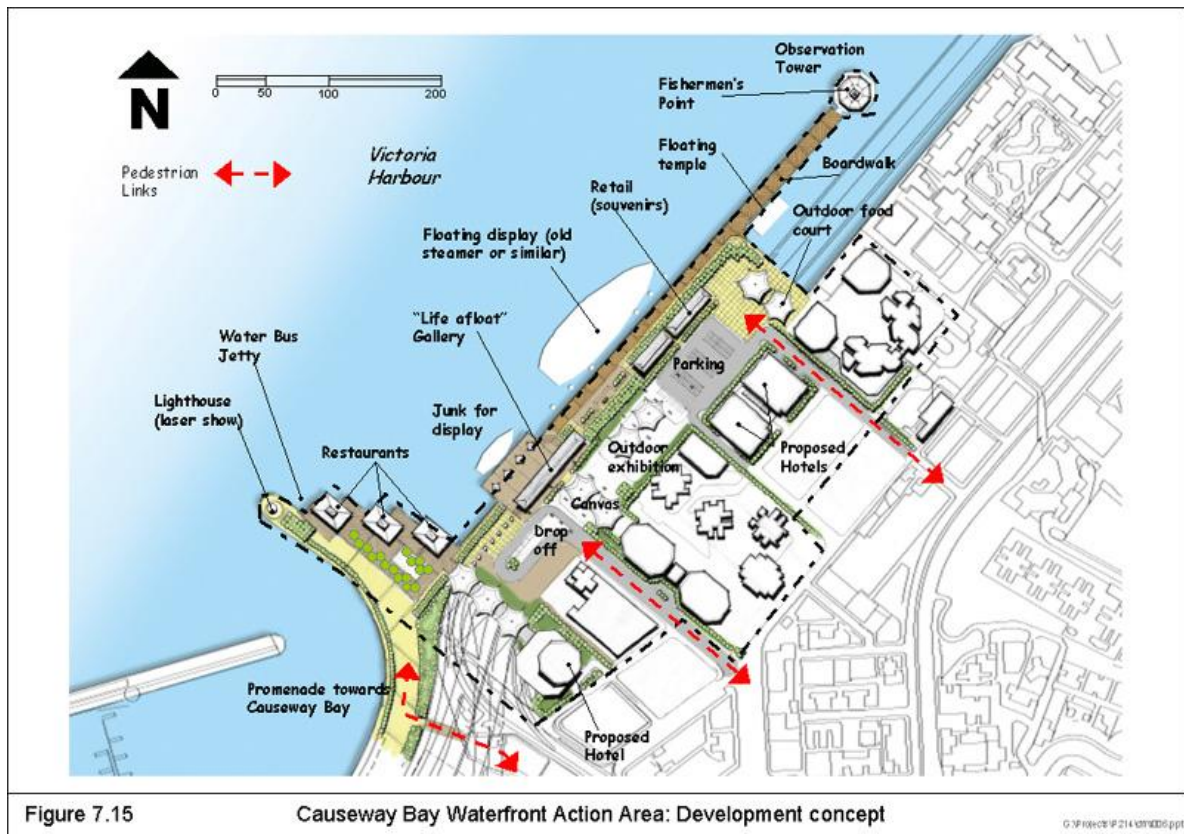 Observation
Tower
Fishermen's
Point
N
0 50 100 200
Pedestrian
Links
Victoria
Harbour
Floating
temple
Boardwalk
Retail
(souvenirs)
Outdoor food
court
Floating display (old
steamer or similar)
"Life afloat"
Gallery
Water Bus
Jetty
Parking
Lighthouse
(laser show)
Junk for
display
Restaurants
Outdoor
exhibition
Proposed
Hotels
Canvas
Drop
off
Promenade towards
Causeway Bay
Proposed
Hotel
Figure 7.15
Causeway Bay Waterfront Action Area: Development concept